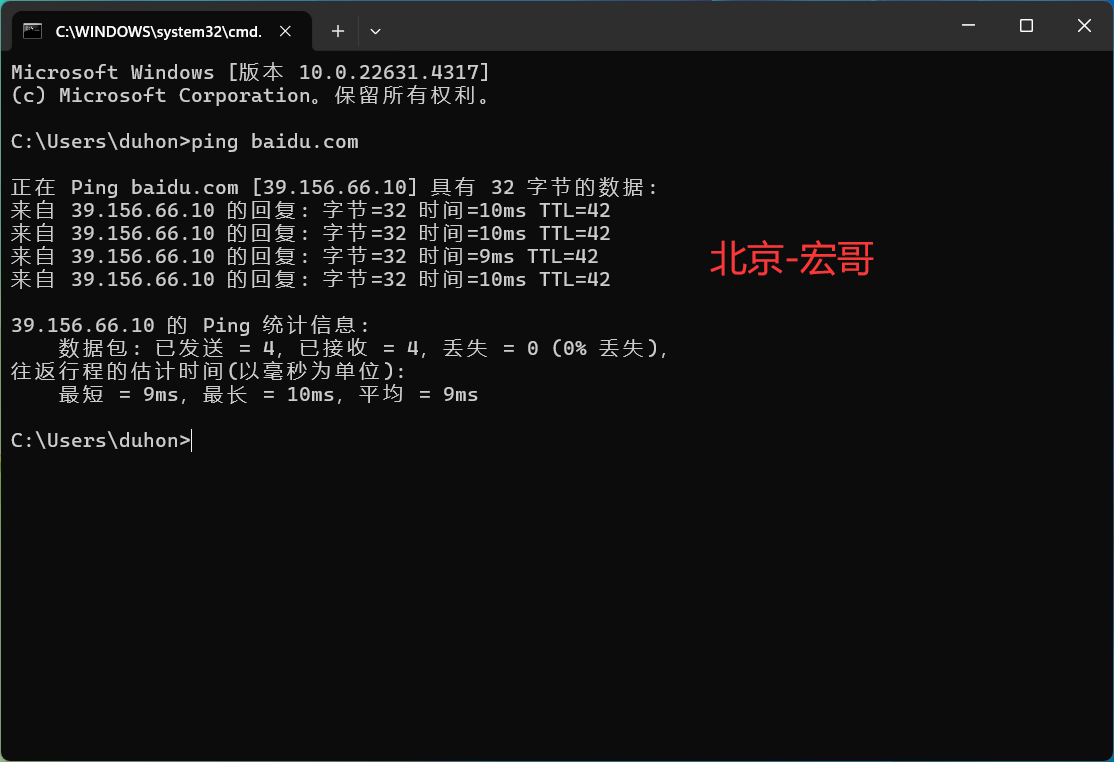 C:\WINDOWS\system32\cmd.
Microsoft Windows [版本 10.0.22631.4317]
(c) Microsoft Corporation。保留所有权利。
C:\Users\duhon>ping baidu.com
正在 Ping baidu.com [39.156.66.10] 具有 32 字节的数据:
来自 39.156.66.10 的回复: 字节=32 时间=10ms TTL=42
来自 39.156.66.10 的回复: 字节=32 时间=10ms TTL=42
来自 39.156.66.10 的回复: 字节=32 时间=9ms TTL=42
来自 39.156.66.10 的回复: 字节=32 时间=10ms TTL=42
北京-宏哥
39.156.66.10 的 Ping 统计信息:
    数据包: 已发送 = 4, 已接收 = 4, 丢失 = 0 (0% 丢失),
往返行程的估计时间(以毫秒为单位):
    最短 = 9ms, 最长 = 10ms, 平均 = 9ms
C:\Users\duhon>